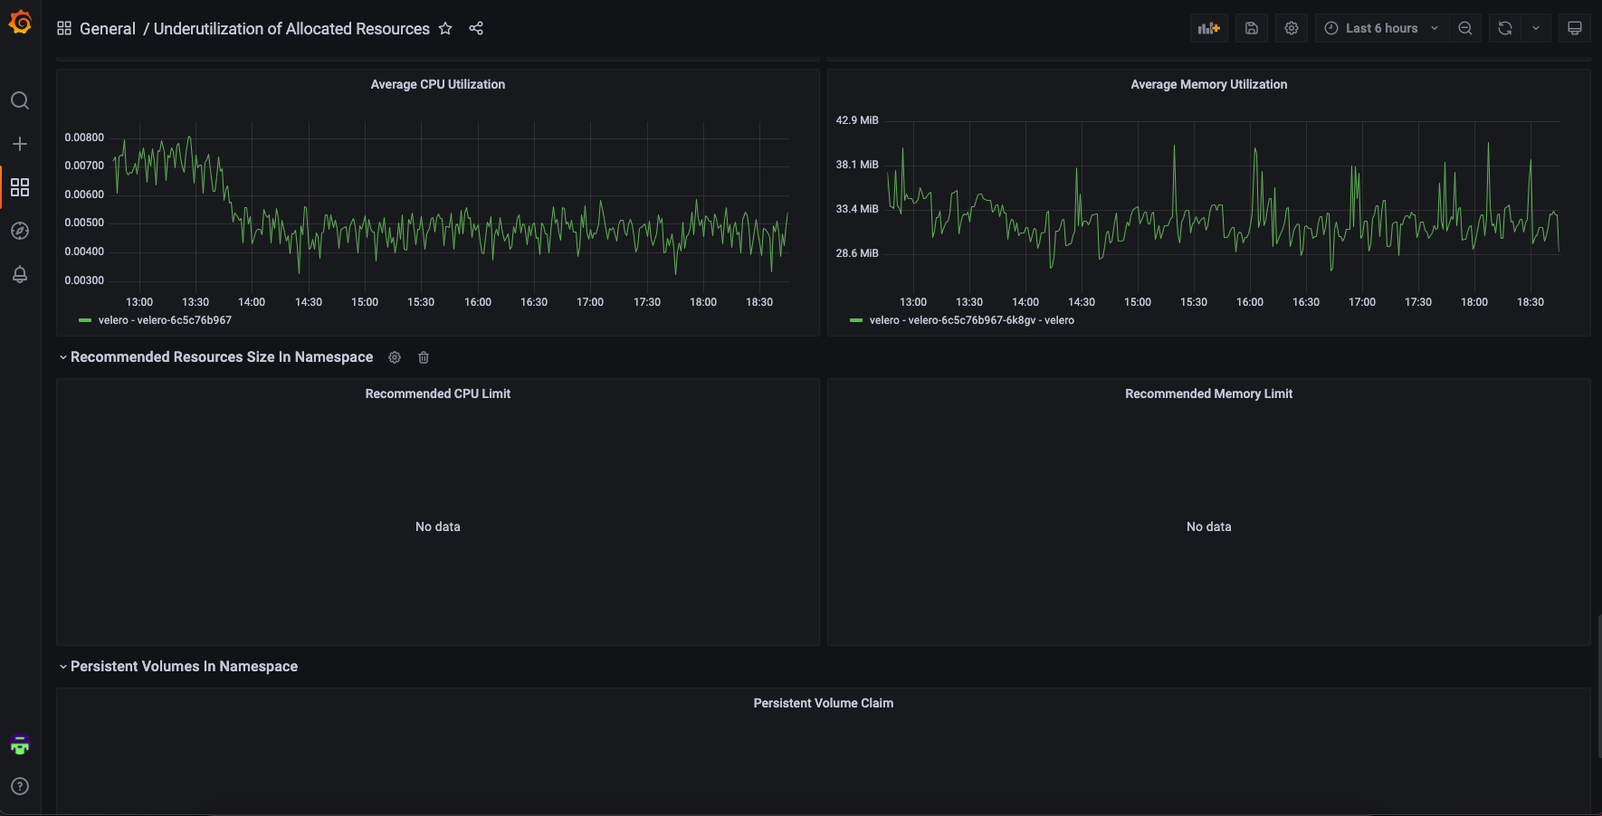 General / Underutilization of Allocated Resources
Last 6 hours
Average CPU Utilization
0.00800
0.00700
0.00600
0.00500
0.00400
0.00300
13:00 13:30 14:00 14:30 15:00 15:30 16:00 16:30 17:00 17:30 18:00 18:30
velero - velero-6c5c76b967
Average Memory Utilization
42.9 MiB
38.1 MiB
33.4 MiB
28.6 MiB
13:00 13:30 14:00 14:30 15:00 15:30 16:00 16:30 17:00 17:30 18:00 18:30
velero - velero-6c5c76b967-6k8gv - velero
Recommended Resources Size In Namespace
Recommended CPU Limit
No data
Recommended Memory Limit
No data
Persistent Volumes In Namespace
Persistent Volume Claim